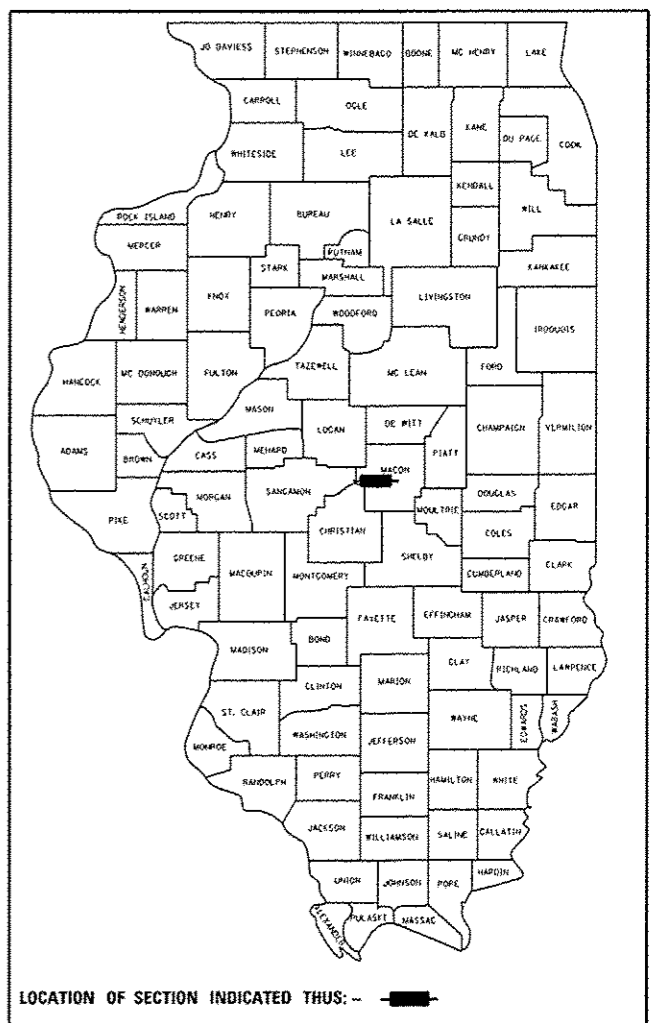 JO DAVIESS STEPHENSON WINNEBAGO BOONE MC HENRY LAKE
CARROLL OGLE DE KALB KANE DU PAGE COOK
WHITESIDE LEE
KENDALL WILL
ROCK ISLAND HENRY BUREAU LA SALLE GRUNDY
MERCER PUTNAM KANKAKEE
STARK MARSHALL
HENDERSON WARREN KNOX PEORIA WOODFORD LIVINGSTON IROQUOIS
HANCOCK MC DONOUGH FULTON TAZEWELL MC LEAN FORD
MASON
SCHUYLER LOGAN DE WITT CHAMPAIGN VERMILION
ADAMS BROWN CASS MENARD PIATT
MACON
MORGAN SANGAMON DOUGLAS
PIKE SCOTT MOULTRIE EDGAR
CHRISTIAN COLES
GREENE SHELBY
CALHOUN MACOUPIN MONTGOMERY CUMBERLAND CLARK
JERSEY
FAYETTE EFFINGHAM JASPER CRAWFORD
MADISON BOND
CLAY RICHLAND LAWRENCE
CLINTON MARION
ST. CLAIR WAYNE EDWARDS WABASH
WASHINGTON JEFFERSON
MONROE
RANDOLPH PERRY HAMILTON WHITE
FRANKLIN
JACKSON WILLIAMSON SALINE GALLATIN
HARDIN
UNION JOHNSON POPE
ALEXANDER PULASKI MASSAC
LOCATION OF SECTION INDICATED THUS: -